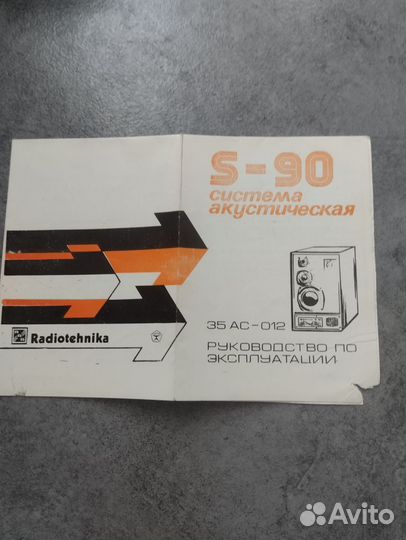 S-90
система
акустическая
35 АС-012
РУКОВОДСТВО ПО
ЭКСПЛУАТАЦИИ
Radiotehnika
Avito